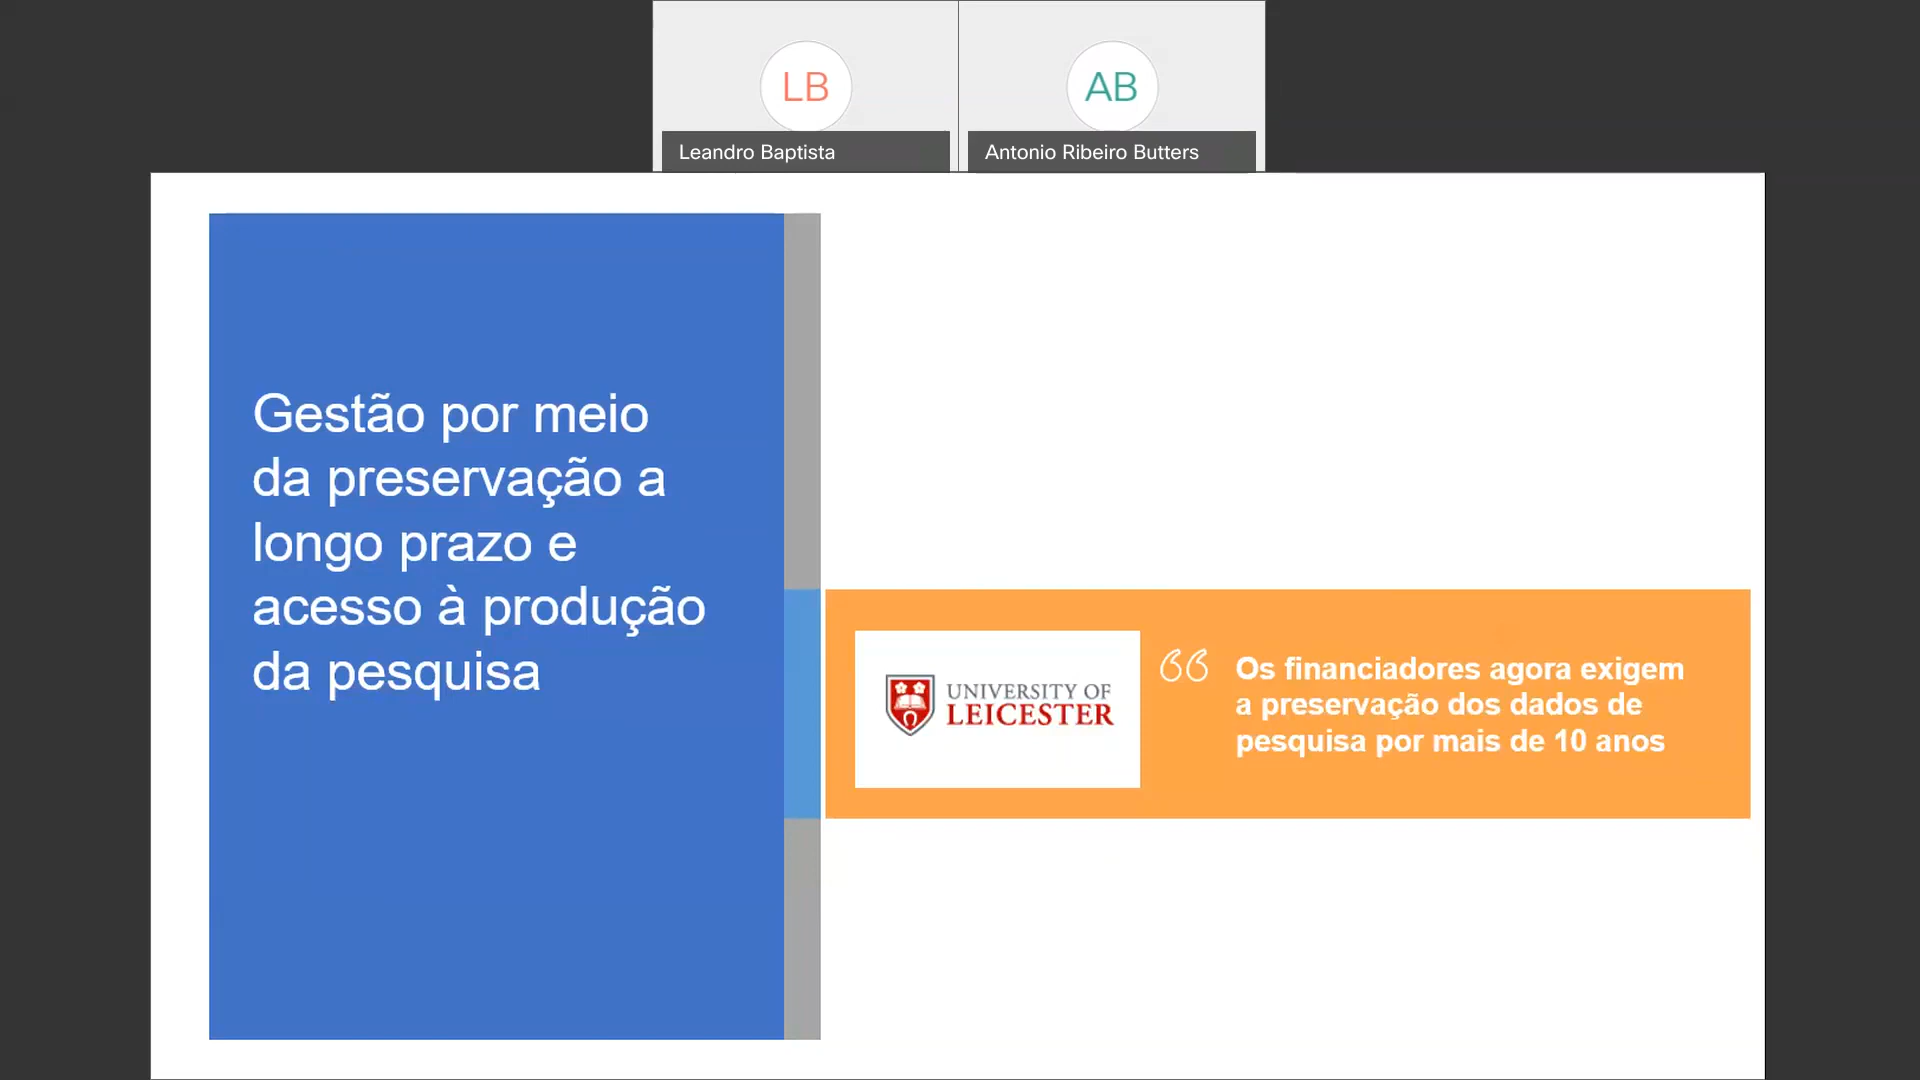 LB
AB
Leandro Baptista
Antonio Ribeiro Butters
Gestão por meio
da preservação a
longo prazo e
acesso à produção
da pesquisa
UNIVERSITY OF
LEICESTER
“ Os financiadores agora exigem
a preservação dos dados de
pesquisa por mais de 10 anos